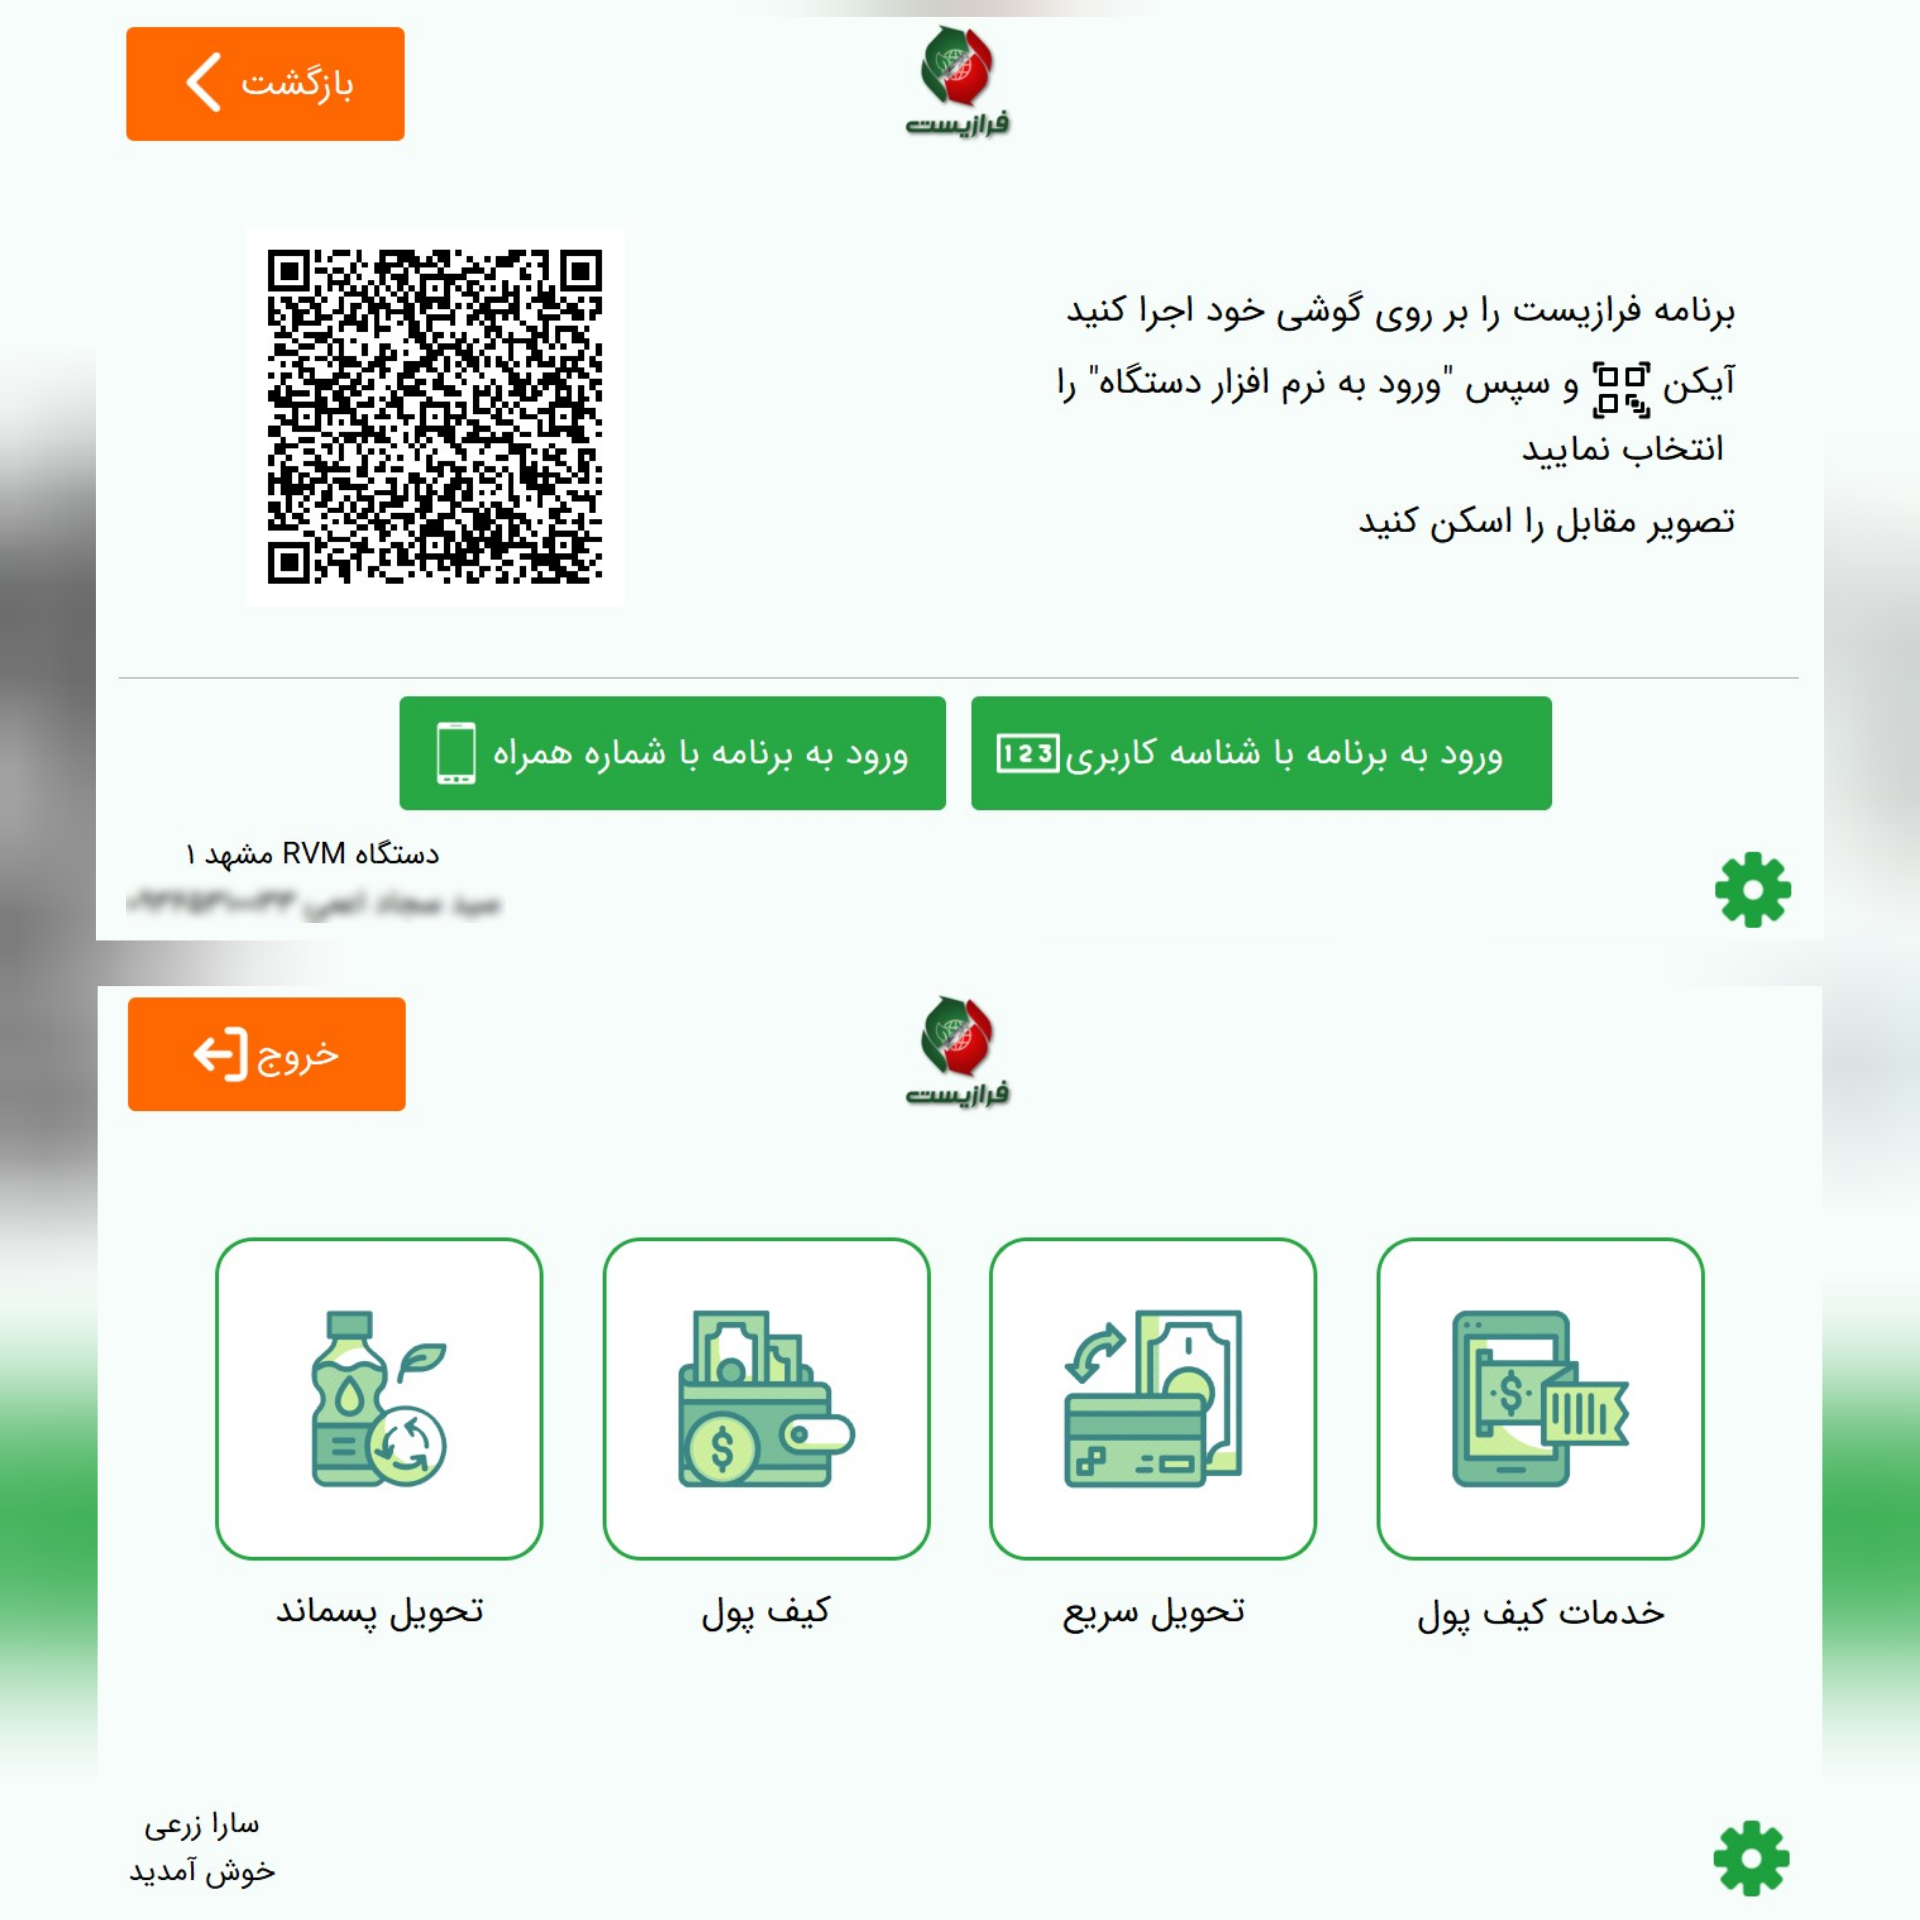 بازگشت
فرازیست
برنامه فرازیست را بر روی گوشی خود اجرا کنید
آیکن و سپس "ورود به نرم افزار دستگاه" را
انتخاب نمایید
تصویر مقابل را اسکن کنید
ورود به برنامه با شناسه کاربری 123
ورود به برنامه با شماره همراه
دستگاه RVM مشهد ۱
خروج
فرازیست
خدمات کیف پول
تحویل سریع
کیف پول
تحویل پسماند
سارا زرعی
خوش آمدید